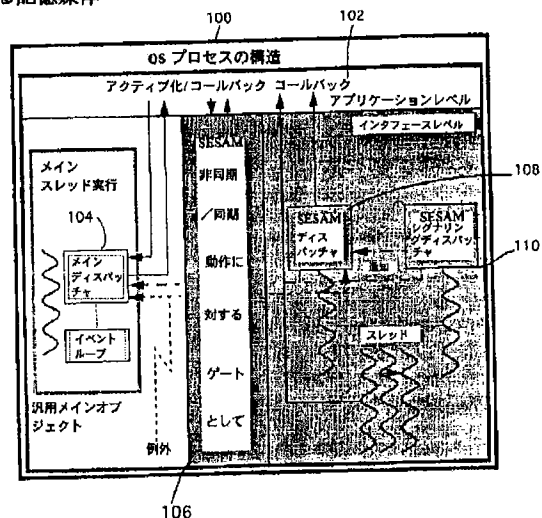 る記憶媒体
100
102
OS プロセスの構造
アクティブ化/コールバック コールバック
アプリケーションレベル
インタフェースレベル
メイン
スレッド実行
104
メイン
ディスパッ
チャ
イベント
ループ
汎用メインオブ
ジェクト
例外
SESAM
非同期
/同期
動作に
対する
ゲート
として
106
108
SESAM
ディス
パッチャ
SESAM
シグナリン
グディスパッ
チャ
110
通知
スレッド